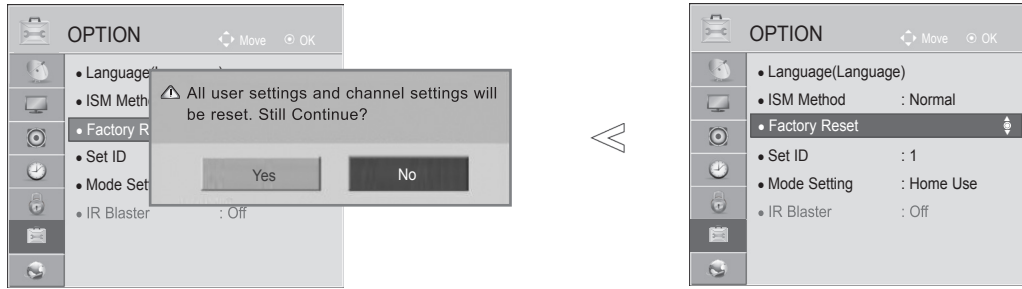 OPTION
Move OK
• Language(
• ISM Meth
• Factory R
• Set ID
• Mode Set
• IR Blaster : Off
All user settings and channel settings will
be reset. Still Continue?
Yes No
OPTION
Move OK
• Language(Language)
• ISM Method : Normal
• Factory Reset
• Set ID : 1
• Mode Setting : Home Use
• IR Blaster : Off